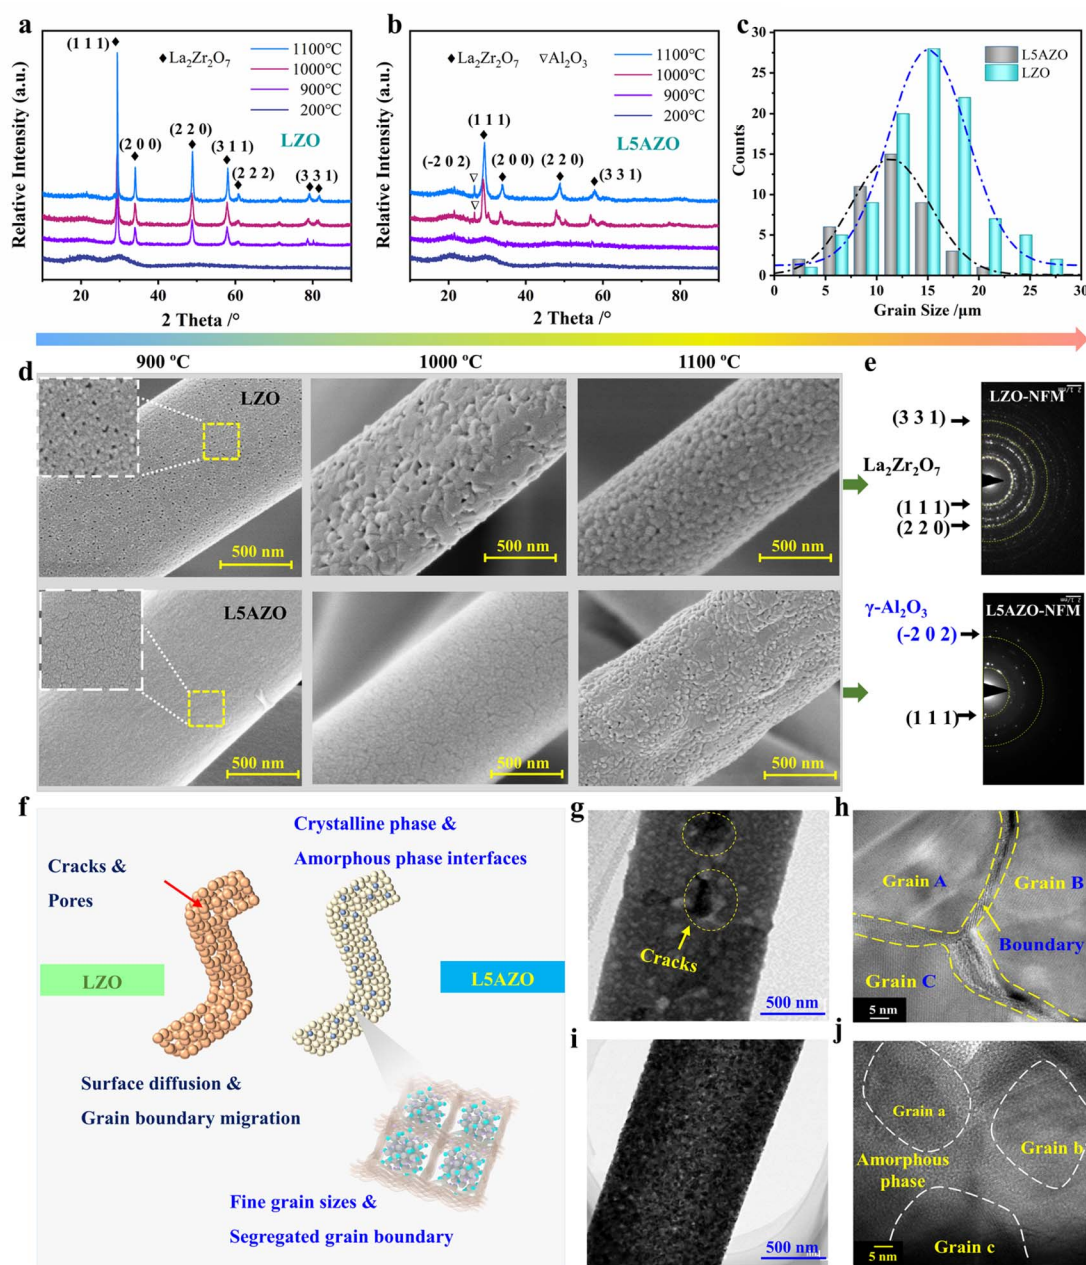 a
(1 1 1)
◆La₂Zr₂O₇
1100℃
1000℃
900℃
200℃
LZO
(2 0 0)
(2 2 0)
(3 1 1)
(2 2 2)
(3 3 1)
Relative Intensity (a.u.)
20
40
60
80
2 Theta /°
b
◆La₂Zr₂O₇
▽Al₂O₃
1100℃
1000℃
900℃
200℃
L5AZO
(1 1 1)
(-2 0 2)
(2 0 0)
(2 2 0)
(3 3 1)
Relative Intensity (a.u.)
20
40
60
80
2 Theta /°
c
L5AZO
LZO
Counts
30
25
20
15
10
5
0
0
5
10
15
20
25
30
Grain Size /µm
900 ºC
1000 ºC
1100 ºC
d
LZO
500 nm
500 nm
500 nm
L5AZO
500 nm
500 nm
500 nm
e
LZO-NFM
(3 3 1)
La₂Zr₂O₇
(1 1 1)
(2 2 0)
γ-Al₂O₃
L5AZO-NFM
(-2 0 2)
(1 1 1)
f
Cracks &
Pores
Crystalline phase &
Amorphous phase interfaces
LZO
L5AZO
Surface diffusion &
Grain boundary migration
Fine grain sizes &
Segregated grain boundary
g
Cracks
500 nm
h
Grain A
Grain B
Boundary
Grain C
5 nm
i
500 nm
j
Grain a
Grain b
Amorphous
phase
5 nm
Grain c